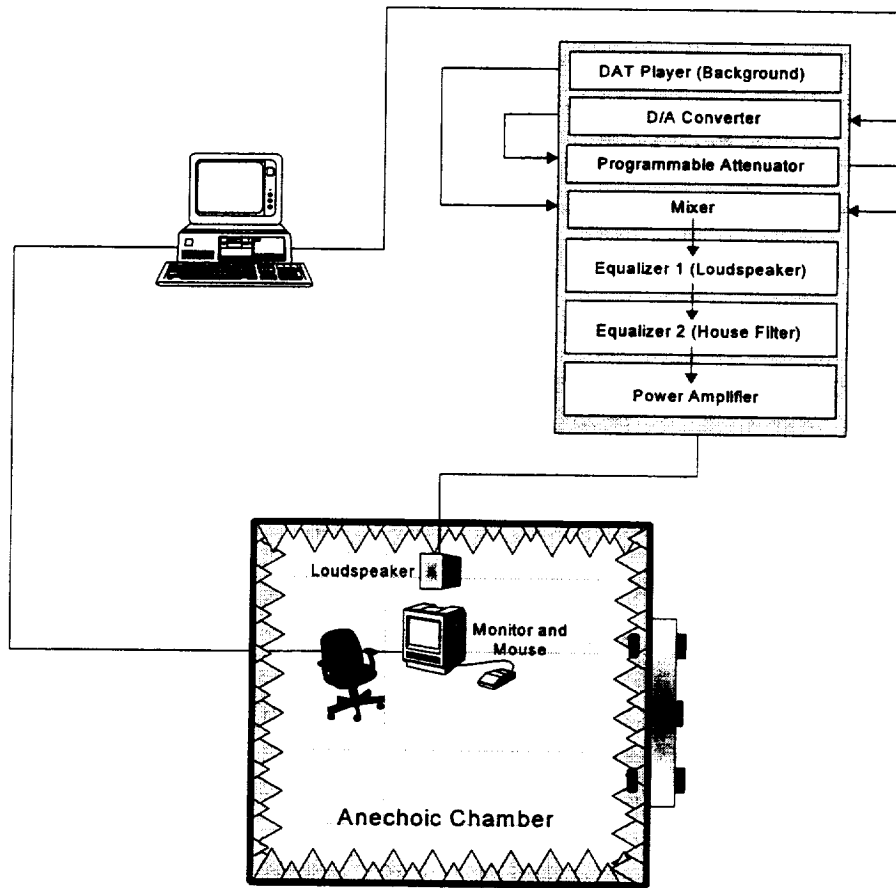 DAT Player (Background)
D/A Converter
Programmable Attenuator
Mixer
Equalizer 1 (Loudspeaker)
Equalizer 2 (House Filter)
Power Amplifier
Loudspeaker
Monitor and
Mouse
Anechoic Chamber